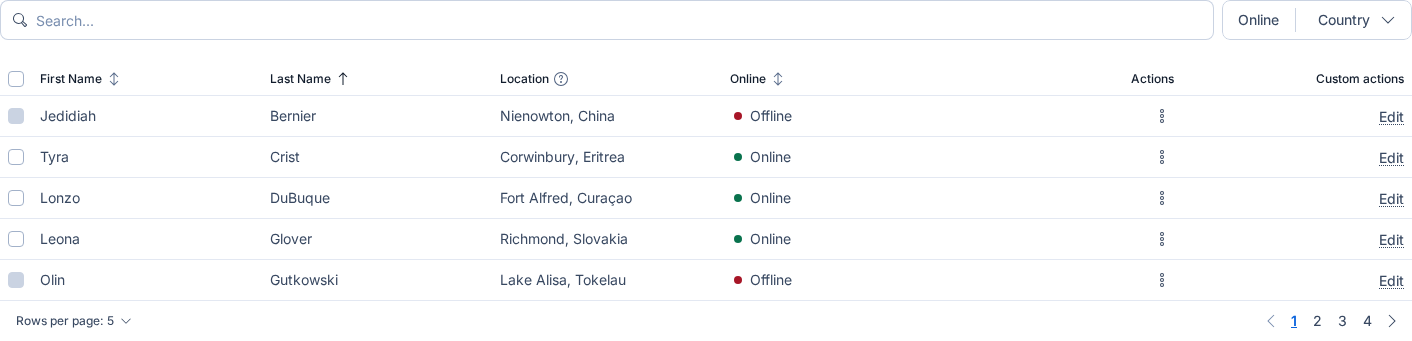 Search...
Online Country
First Name Last Name Location Online Actions Custom actions
Jedidiah Bernier Nienowton, China Offline Edit
Tyra Crist Corwinbury, Eritrea Online Edit
Lonzo DuBuque Fort Alfred, Curaçao Online Edit
Leona Glover Richmond, Slovakia Online Edit
Olin Gutkowski Lake Alisa, Tokelau Offline Edit
Rows per page: 5 1 2 3 4